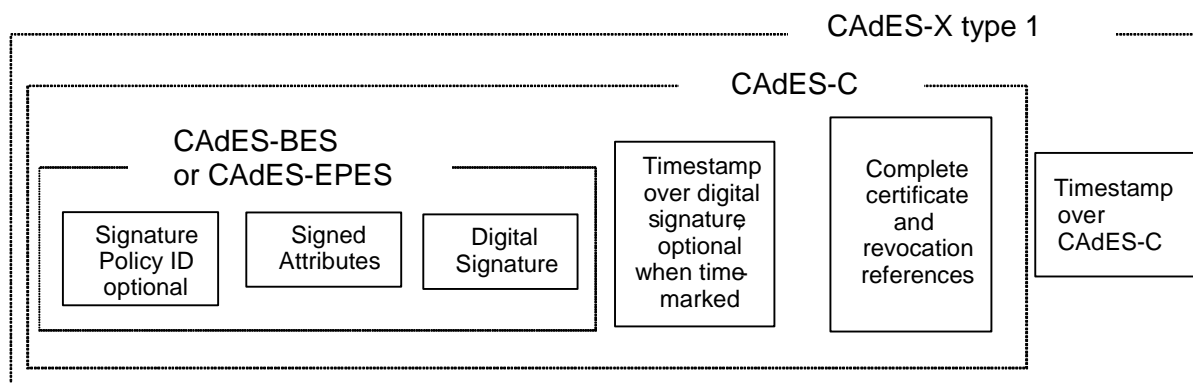 CAdES-X type 1
CAdES-C
CAdES-BES
or CAdES-EPES
Signature
Policy ID
optional
Signed
Attributes
Digital
Signature
Timestamp
over digital
signature,
optional
when time-
marked
Complete
certificate
and
revocation
references
Timestamp
over
CAdES-C